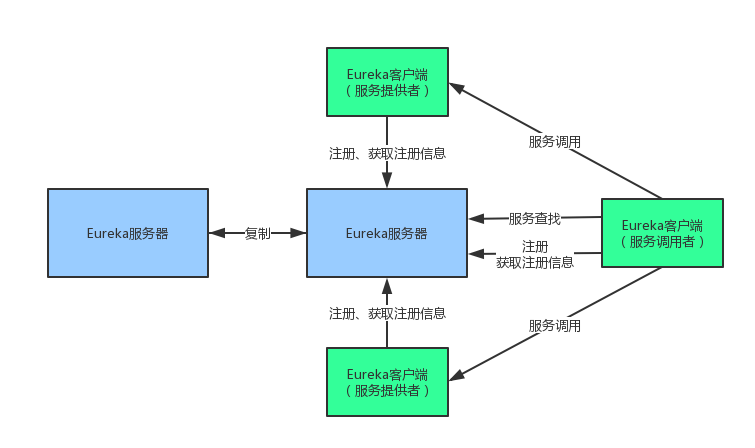 Eureka客户端
（服务提供者）
服务调用
注册、获取注册信息
Eureka服务器
复制
Eureka服务器
服务查找
注册
获取注册信息
Eureka客户端
（服务调用者）
注册、获取注册信息
服务调用
Eureka客户端
（服务提供者）